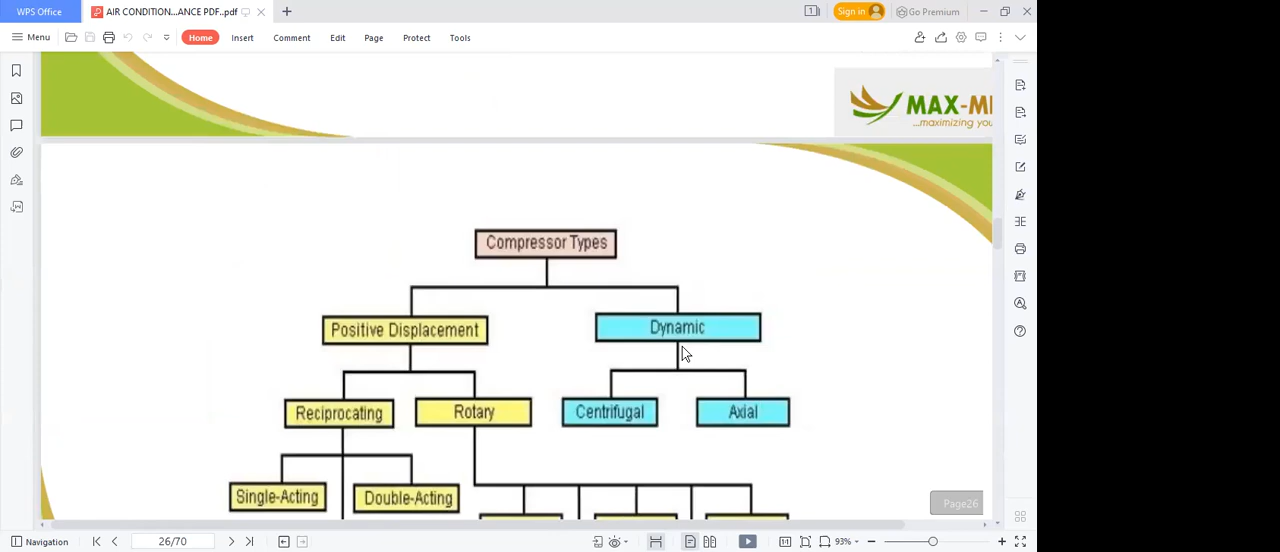 WPS Office
AIR CONDITION...ANCE PDF..pdf
Sign in
Go Premium
Menu
Home
Insert
Comment
Edit
Page
Protect
Tools
MAX-MI
...maximizing you
Compressor Types
Positive Displacement
Dynamic
Reciprocating
Rotary
Centrifugal
Axial
Single-Acting
Double-Acting
Page26
Navigation
26/70
93%